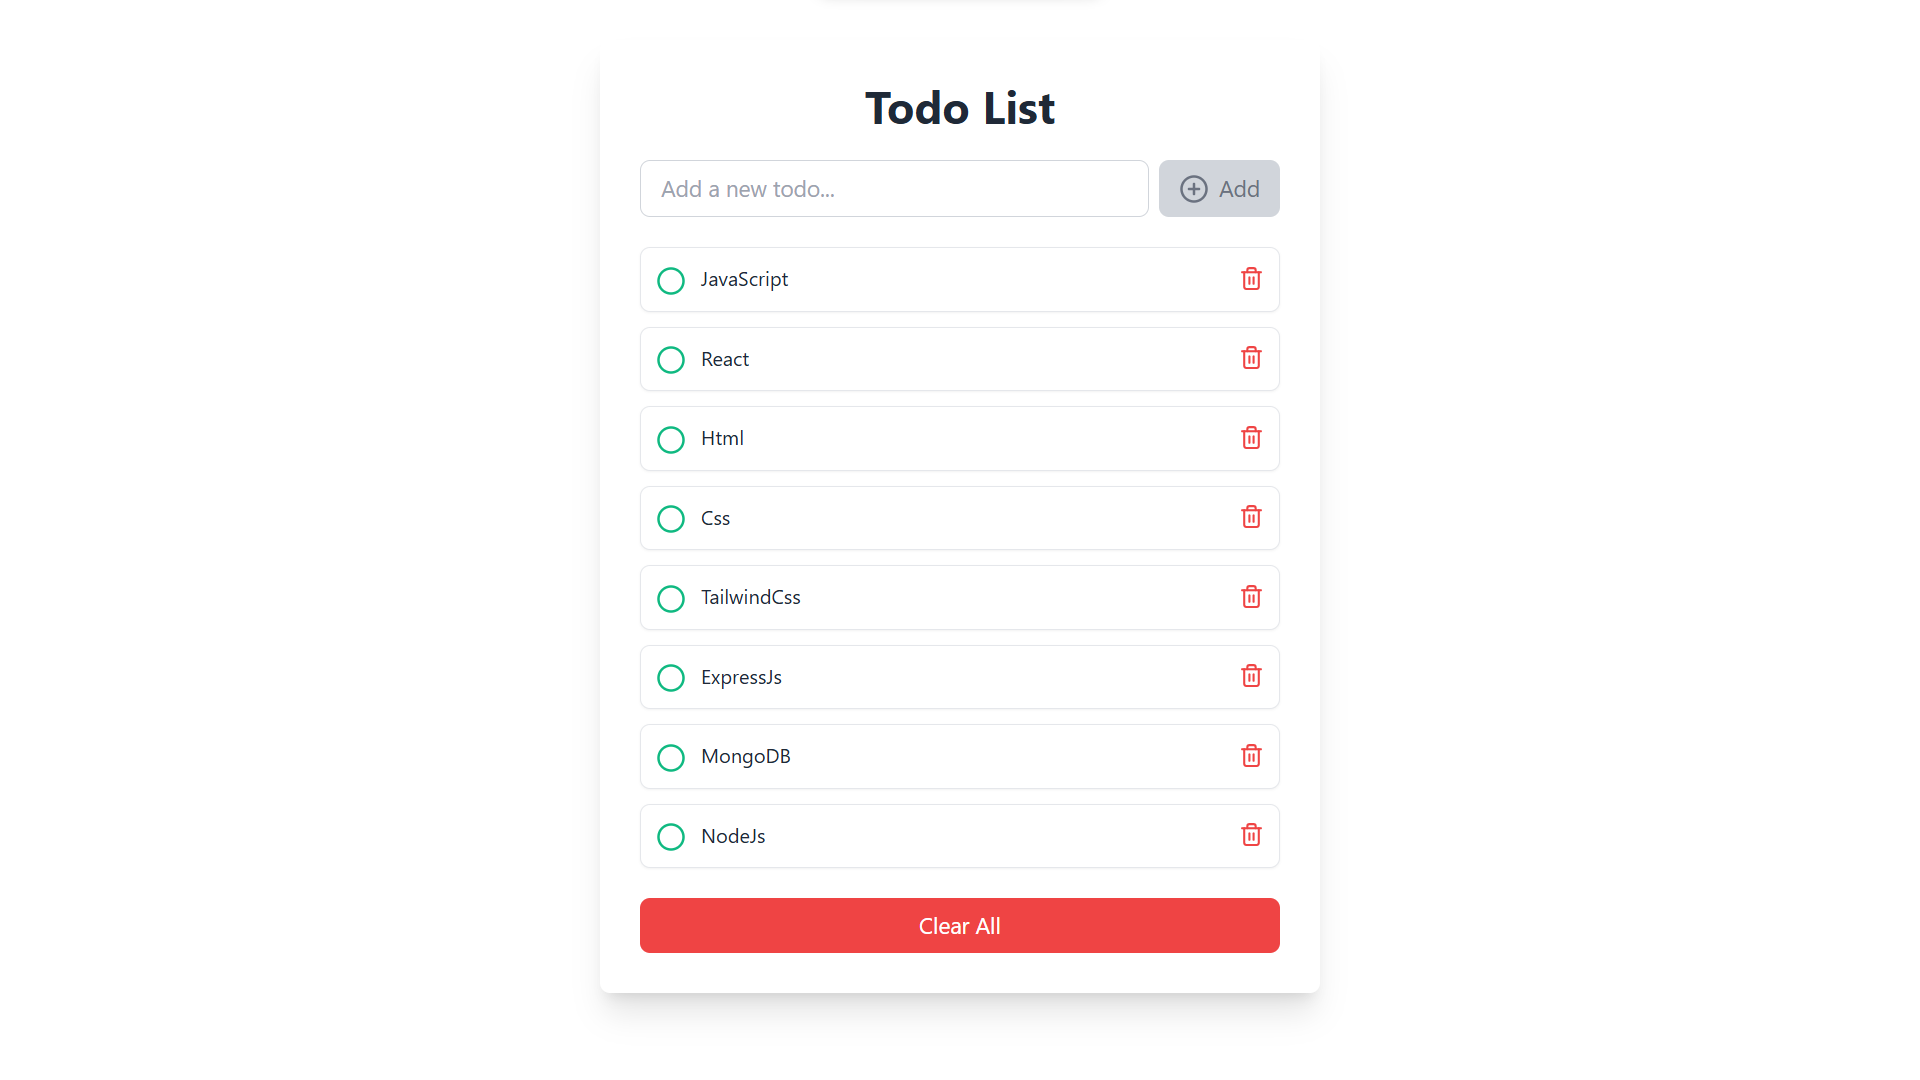 Todo List
Add a new todo...
Add
JavaScript
React
Html
Css
TailwindCss
ExpressJs
MongoDB
NodeJs
Clear All